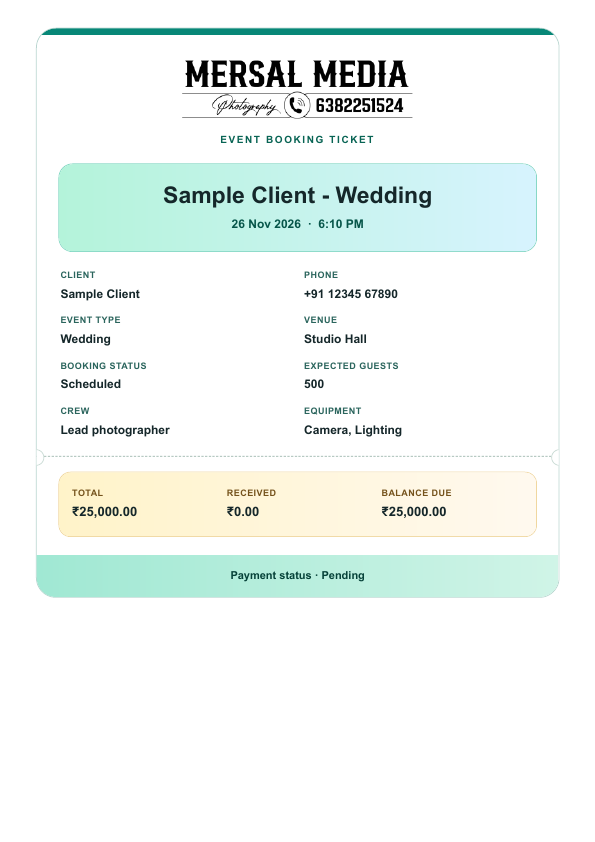 MERSAL MEDIA
Photography 6382251524
EVENT BOOKING TICKET
Sample Client - Wedding
26 Nov 2026 · 6:10 PM
CLIENT PHONE
Sample Client +91 12345 67890
EVENT TYPE VENUE
Wedding Studio Hall
BOOKING STATUS EXPECTED GUESTS
Scheduled 500
CREW EQUIPMENT
Lead photographer Camera, Lighting
TOTAL RECEIVED BALANCE DUE
₹25,000.00 ₹0.00 ₹25,000.00
Payment status · Pending